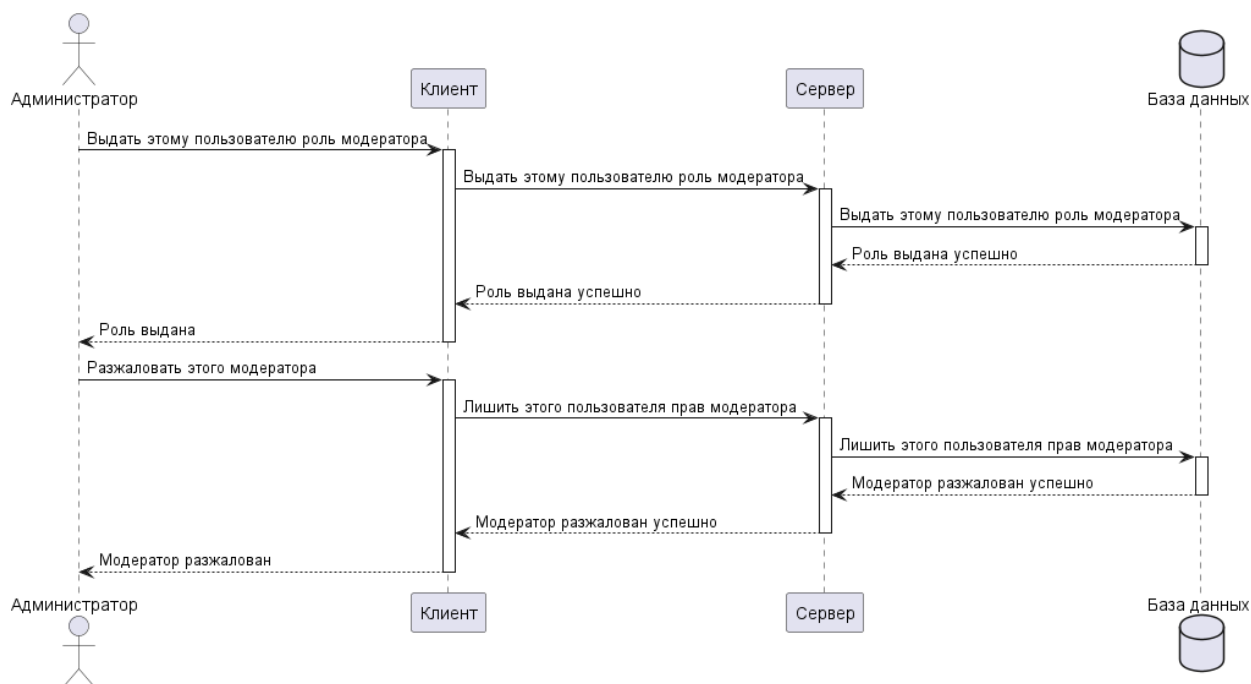 Администратор
Клиент
Сервер
База данных
Выдать этому пользователю роль модератора
Выдать этому пользователю роль модератора
Выдать этому пользователю роль модератора
Роль выдана успешно
Роль выдана успешно
Роль выдана
Разжаловать этого модератора
Лишить этого пользователя прав модератора
Лишить этого пользователя прав модератора
Модератор разжалован успешно
Модератор разжалован успешно
Модератор разжалован
Администратор
Клиент
Сервер
База данных